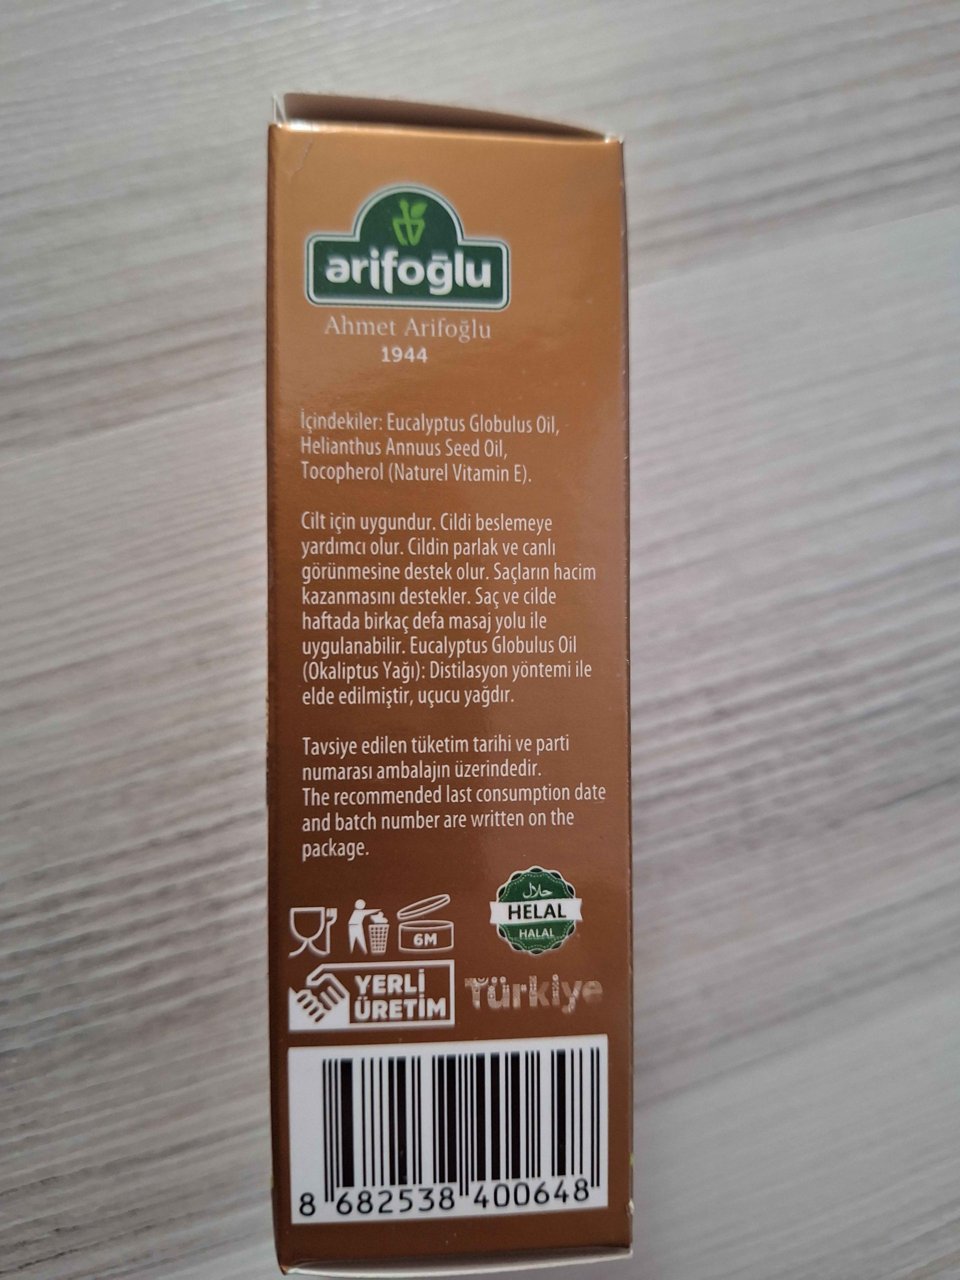 arifoğlu
Ahmet Arifoğlu
1944
İçindekiler: Eucalyptus Globulus Oil,
Helianthus Annuus Seed Oil,
Tocopherol (Naturel Vitamin E).
Cilt için uygundur. Cildi beslemeye
yardımcı olur. Cildin parlak ve canlı
görünmesine destek olur. Saçların hacim
kazanmasını destekler. Saç ve cilde
haftada birkaç defa masaj yolu ile
uygulanabilir. Eucalyptus Globulus Oil
(Okaliptus Yağı): Distilasyon yöntemi ile
elde edilmiştir, uçucu yağdır.
Tavsiye edilen tüketim tarihi ve parti
numarası ambalajın üzerindedir.
The recommended last consumption date
and batch number are written on the
package.
6M
حلال
HELAL
HALAL
YERLİ
ÜRETİM
Türkiye
8 682538 400648